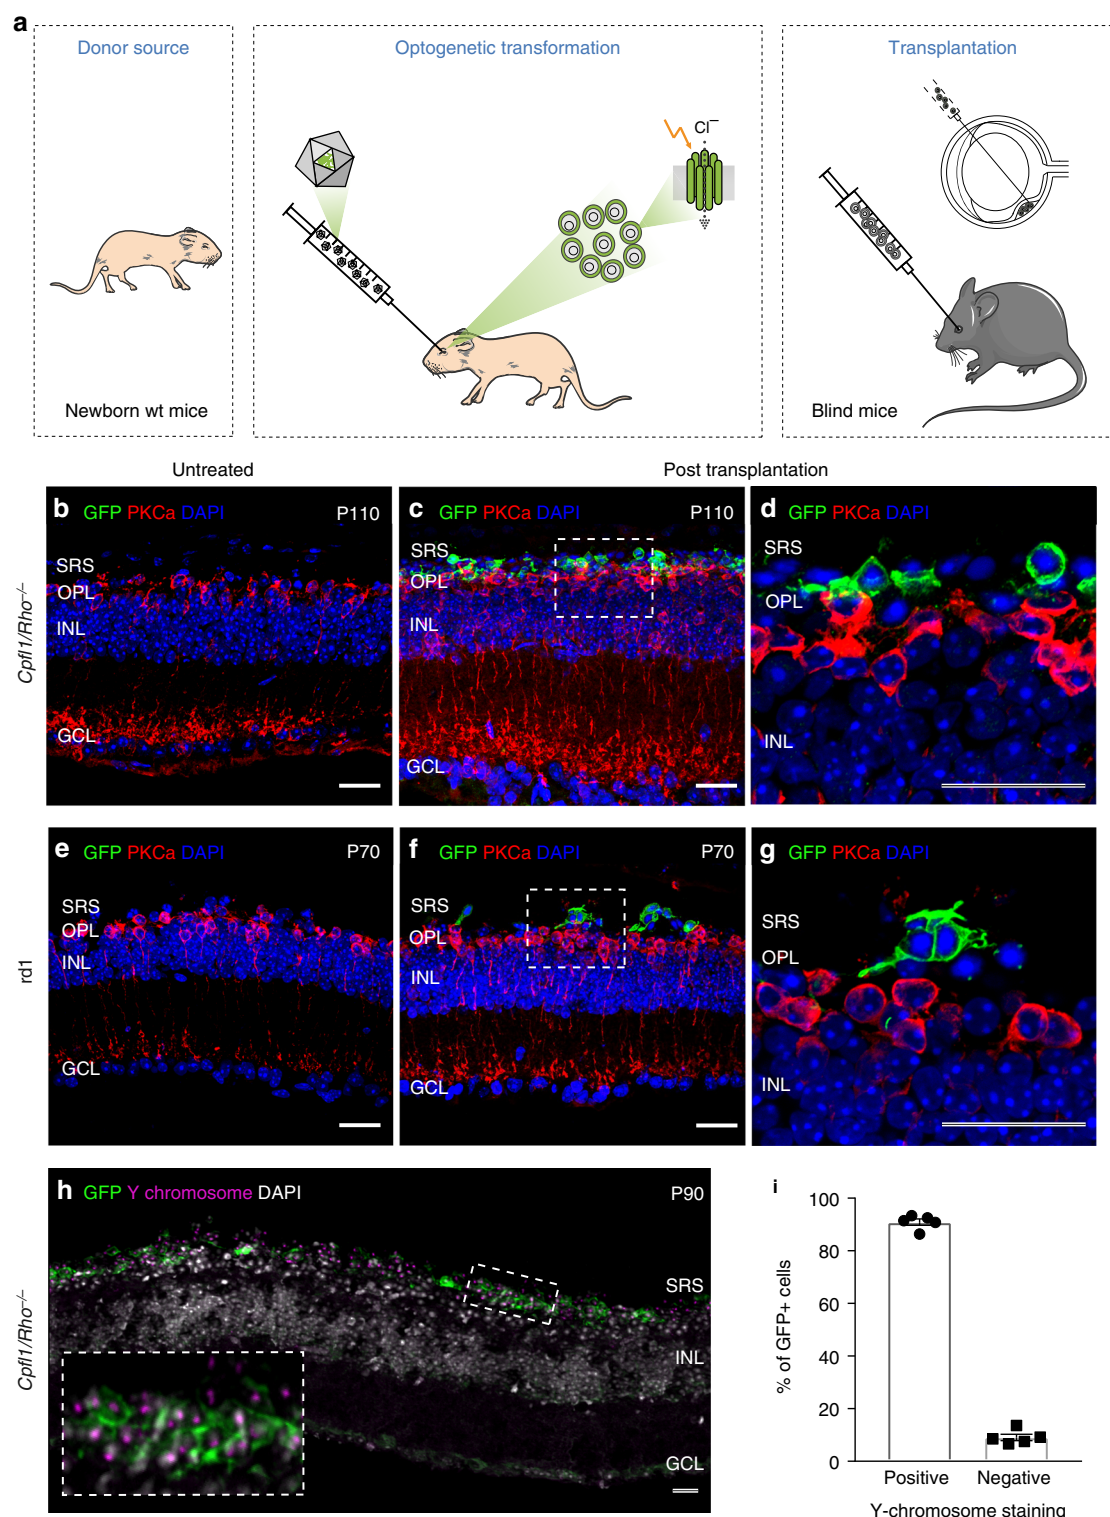 a
Donor source
Optogenetic transformation
Transplantation
Cl⁻
Newborn wt mice
Blind mice
Untreated
Post transplantation
Cpfl1/Rho⁻/⁻
b GFP PKCa DAPI P110
SRS
OPL
INL
GCL
c GFP PKCa DAPI P110
SRS
OPL
INL
GCL
d GFP PKCa DAPI
SRS
OPL
INL
rd1
e GFP PKCa DAPI P70
SRS
OPL
INL
GCL
f GFP PKCa DAPI P70
SRS
OPL
INL
GCL
g GFP PKCa DAPI
SRS
OPL
INL
Cpfl1/Rho⁻/⁻
h GFP Y chromosome DAPI P90
SRS
INL
GCL
i
% of GFP+ cells
100
80
60
40
20
0
Positive Negative
Y-chromosome staining